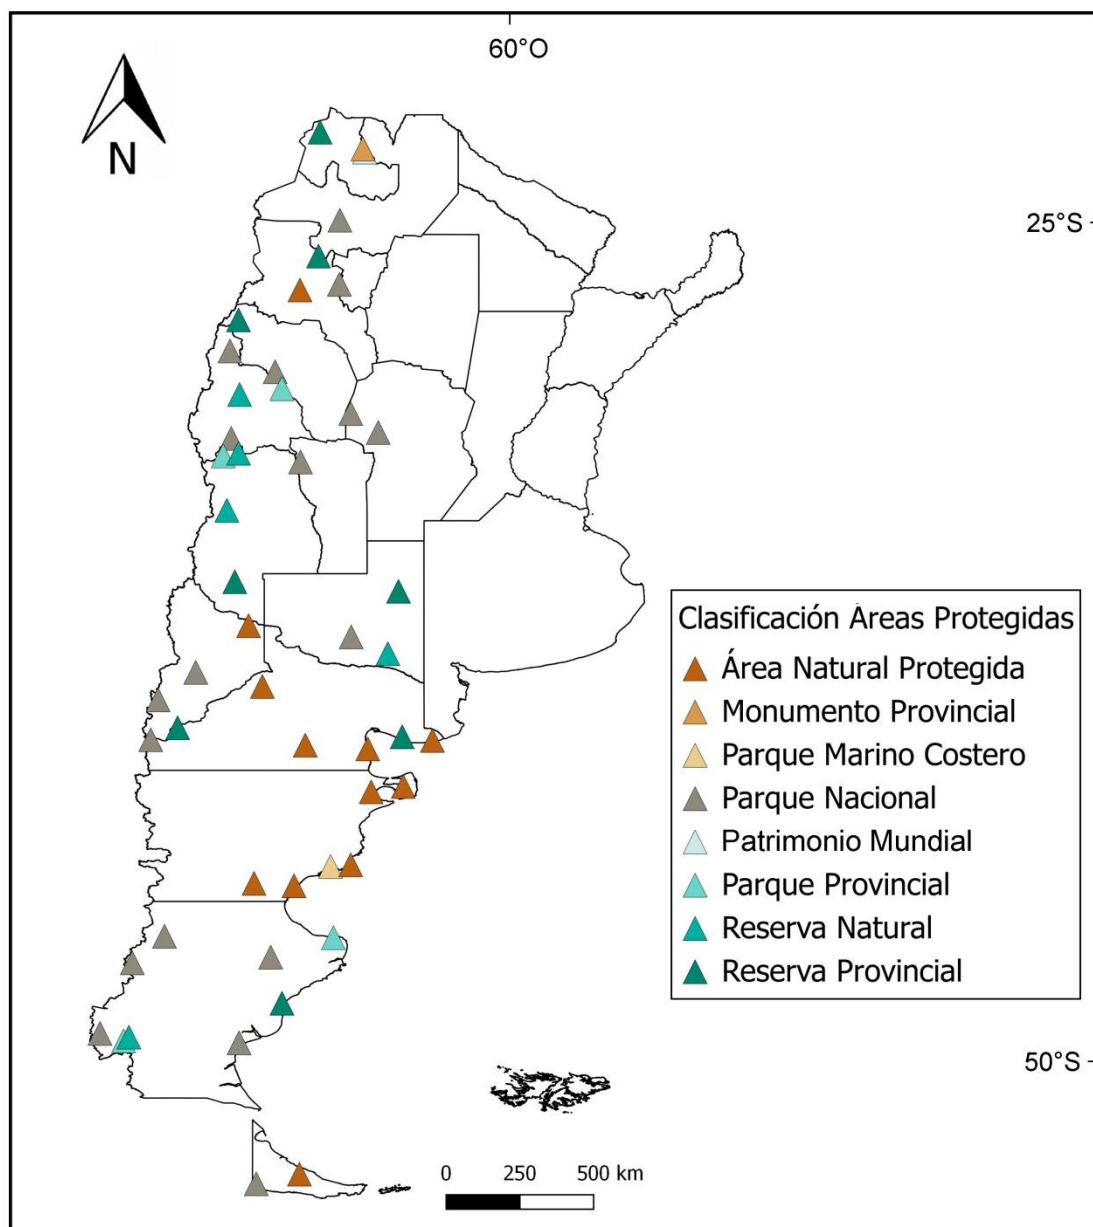 60°O
N
25°S
Clasificación Áreas Protegidas
Área Natural Protegida
Monumento Provincial
Parque Marino Costero
Parque Nacional
Patrimonio Mundial
Parque Provincial
Reserva Natural
Reserva Provincial
50°S
0 250 500 km